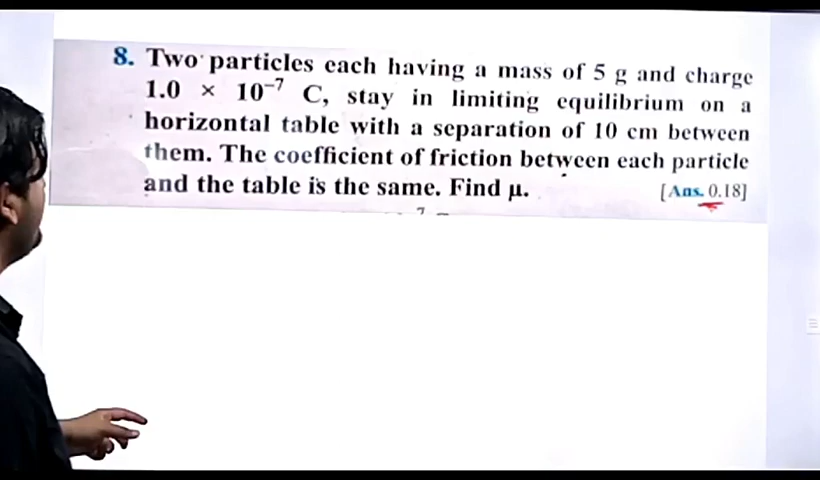 8. Two particles each having a mass of 5 g and charge
1.0 × 10⁻⁷ C, stay in limiting equilibrium on a
horizontal table with a separation of 10 cm between
them. The coefficient of friction between each particle
and the table is the same. Find μ. [Ans. 0.18]